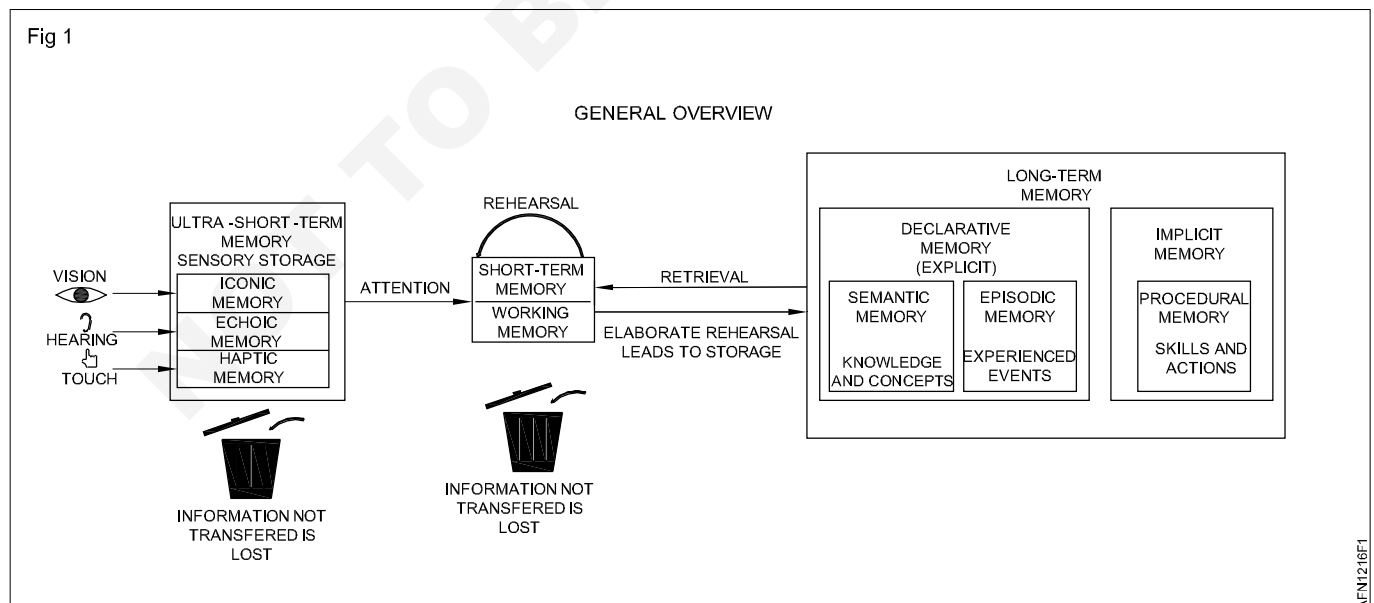 Fig 1
GENERAL OVERVIEW
ULTRA -SHORT -TERM
MEMORY
SENSORY STORAGE
VISION
ICONIC
MEMORY
HEARING
ECHOIC
MEMORY
TOUCH
HAPTIC
MEMORY
INFORMATION NOT
TRANSFERED IS
LOST
ATTENTION
REHEARSAL
SHORT-TERM
MEMORY
WORKING
MEMORY
INFORMATION NOT
TRANSFERED IS
LOST
RETRIEVAL
ELABORATE REHEARSAL
LEADS TO STORAGE
LONG-TERM
MEMORY
DECLARATIVE
MEMORY
(EXPLICIT)
SEMANTIC
MEMORY
KNOWLEDGE
AND CONCEPTS
EPISODIC
MEMORY
EXPERIENCED
EVENTS
IMPLICIT
MEMORY
PROCEDURAL
MEMORY
SKILLS AND
ACTIONS
NOT TO B